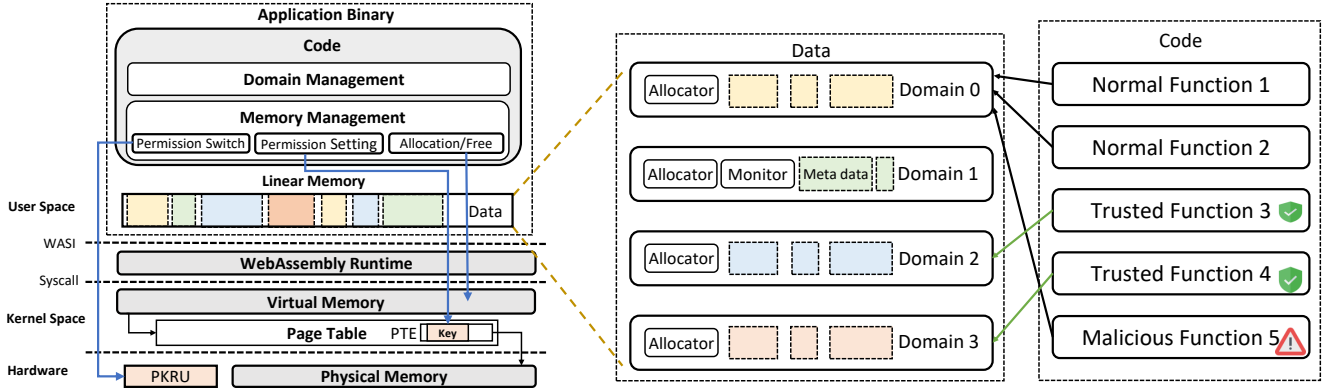 Application Binary
Code
Domain Management
Memory Management
Permission Switch
Permission Setting
Allocation/Free
Linear Memory
Data
User Space
WASI
WebAssembly Runtime
Syscall
Virtual Memory
Kernel Space
Page Table
PTE
Key
Hardware
PKRU
Physical Memory
Data
Allocator
Domain 0
Allocator
Monitor
Meta data
Domain 1
Allocator
Domain 2
Allocator
Domain 3
Code
Normal Function 1
Normal Function 2
Trusted Function 3
Trusted Function 4
Malicious Function 5